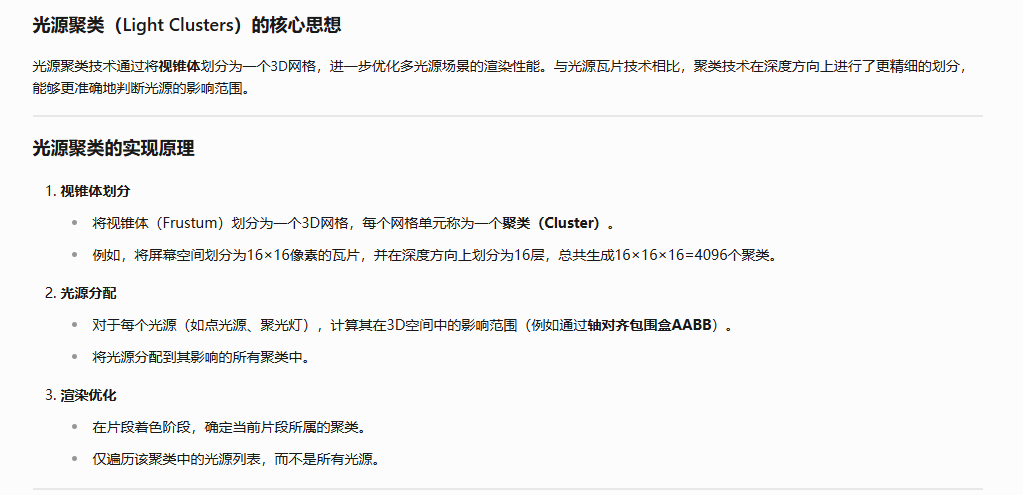 光源聚类（Light Clusters）的核心思想
光源聚类技术通过将视锥体划分为一个3D网格，进一步优化多光源场景的渲染性能。与光源瓦片技术相比，聚类技术在深度方向上进行了更精细的划分，
能够更准确地判断光源的影响范围。
光源聚类的实现原理
1. 视锥体划分
• 将视锥体（Frustum）划分为一个3D网格，每个网格单元称为一个聚类（Cluster）。
• 例如，将屏幕空间划分为16×16像素的瓦片，并在深度方向上划分为16层，总共生成16×16×16=4096个聚类。
2. 光源分配
• 对于每个光源（如点光源、聚光灯），计算其在3D空间中的影响范围（例如通过轴对齐包围盒AABB）。
• 将光源分配到其影响的所有聚类中。
3. 渲染优化
• 在片段着色阶段，确定当前片段所属的聚类。
• 仅遍历该聚类中的光源列表，而不是所有光源。